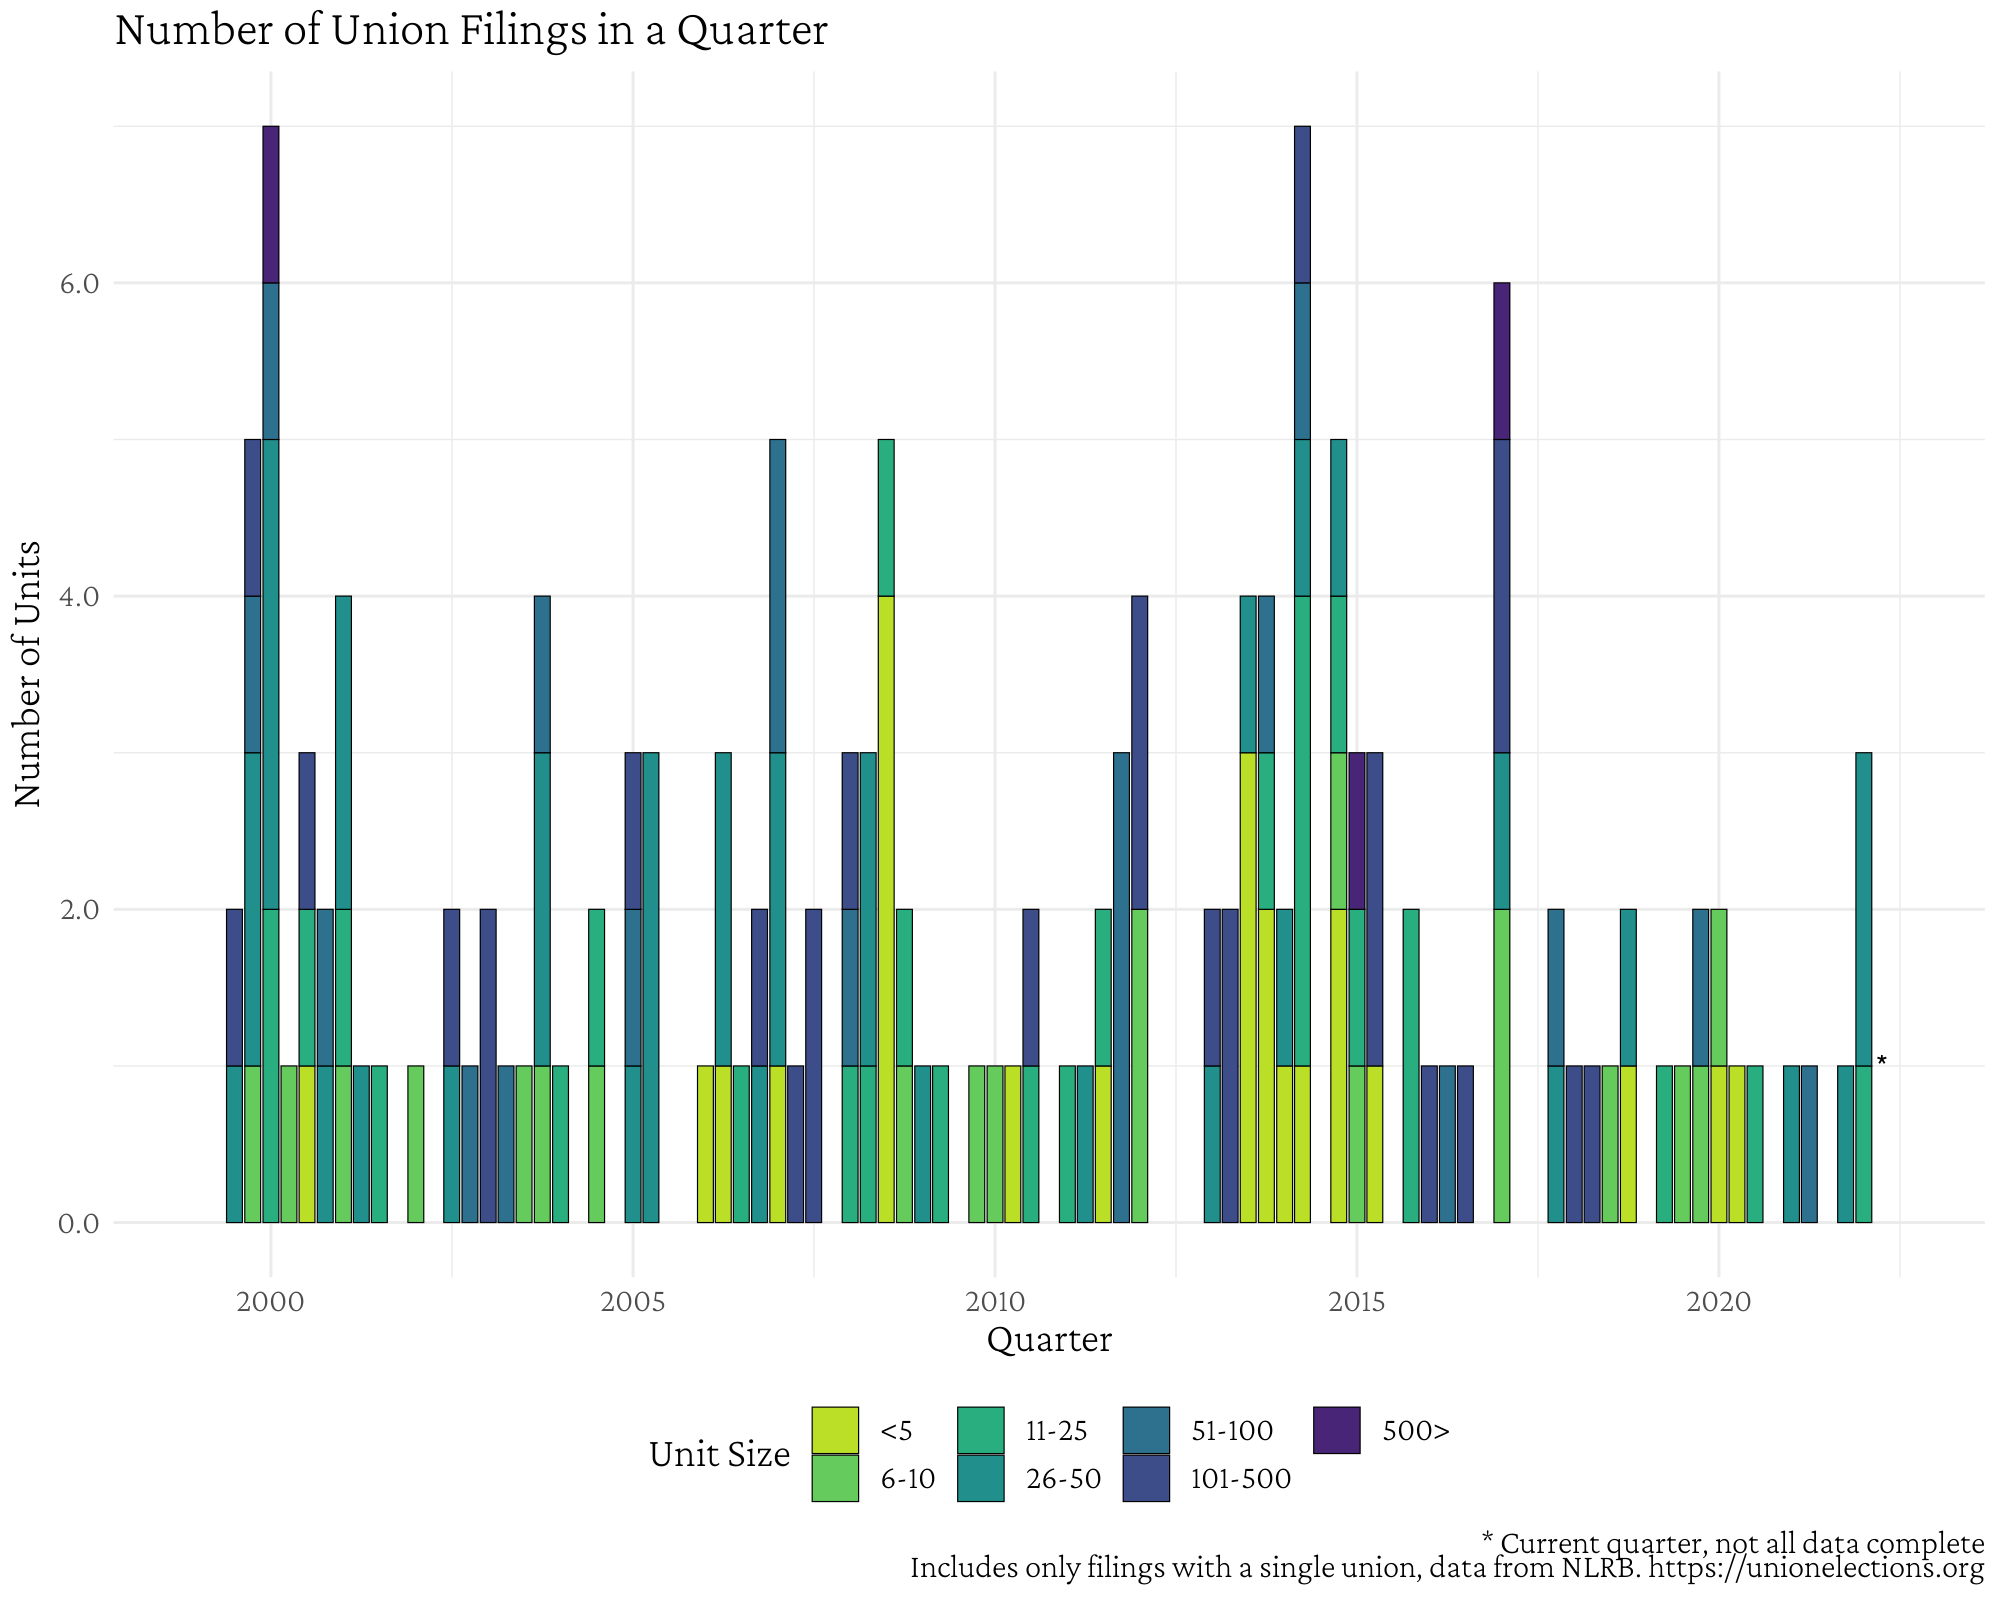 Number of Union Filings in a Quarter
Number of Units
6.0
4.0
2.0
0.0
*
2000 2005 2010 2015 2020
Quarter
Unit Size
<5 11-25 51-100 500>
6-10 26-50 101-500
* Current quarter, not all data complete
Includes only filings with a single union, data from NLRB. https://unionelections.org